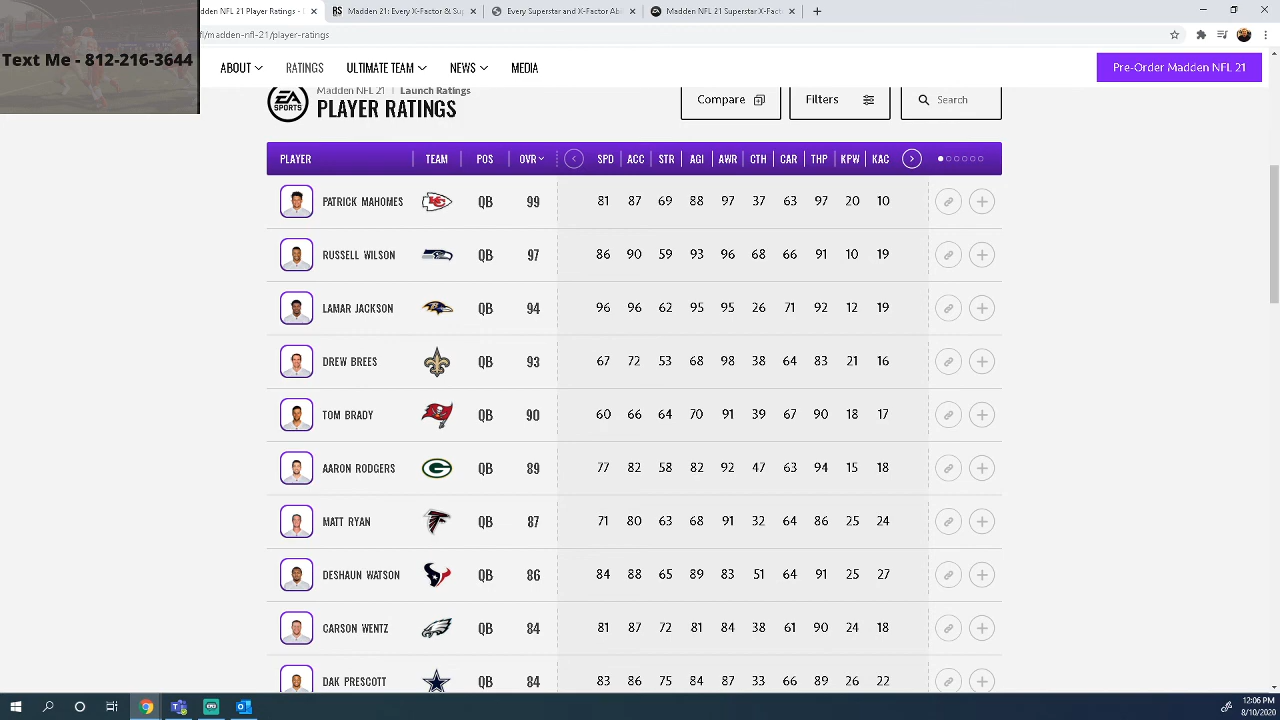 den NFL 21 Player Ratings -
BS Madden 21: Every X-Factor & Sup
Every Superstar and X-Factor Abi
Madden NFL 21 Superstar X-Fact
/madden-nfl-21/player-ratings
Text Me - 812-216-3644
ABOUT RATINGS ULTIMATE TEAM NEWS MEDIA
Pre-Order Madden NFL 21
EA SPORTS
Madden NFL 21 | Launch Ratings
PLAYER RATINGS
Compare Filters Search
PLAYER TEAM POS OVR SPD ACC STR AGI AWR CTH CAR THP KPW KAC
PATRICK MAHOMES QB 99 81 87 69 88 97 37 63 97 20 10
RUSSELL WILSON QB 97 86 90 59 93 96 68 66 91 10 19
LAMAR JACKSON QB 94 96 96 62 95 95 26 71 92 12 19
DREW BREES QB 93 67 72 53 68 98 38 64 83 21 16
TOM BRADY QB 90 60 66 64 70 91 39 67 90 18 17
AARON RODGERS QB 89 77 82 58 82 92 47 63 94 15 18
MATT RYAN QB 87 71 80 63 68 91 32 64 86 25 24
DESHAUN WATSON QB 86 84 88 65 89 83 51 64 91 25 27
CARSON WENTZ QB 84 81 87 72 81 84 38 61 90 24 18
DAK PRESCOTT QB 84 83 86 75 84 87 33 66 89 26 22
12:06 PM
8/10/2020